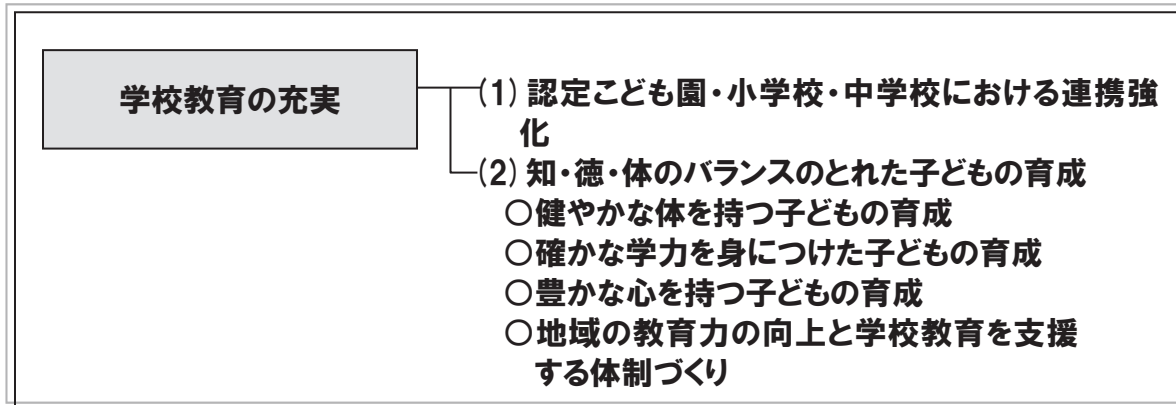 学校教育の充実
(1) 認定こども園・小学校・中学校における連携強
化
(2) 知・徳・体のバランスのとれた子どもの育成
○健やかな体を持つ子どもの育成
○確かな学力を身につけた子どもの育成
○豊かな心を持つ子どもの育成
○地域の教育力の向上と学校教育を支援
する体制づくり